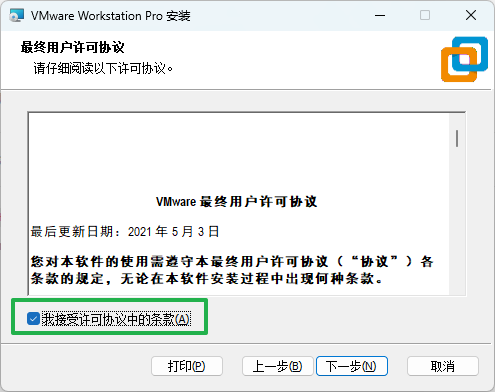 VMware Workstation Pro 安装
最终用户许可协议
请仔细阅读以下许可协议。
VMware 最终用户许可协议
最后更新日期：2021 年 5 月 3 日
您对本软件的使用需遵守本最终用户许可协议（“协议”）各
条款的规定，无论在本软件安装过程中出现何种条款。
我接受许可协议中的条款(A)
打印(P) 上一步(B) 下一步(N) 取消